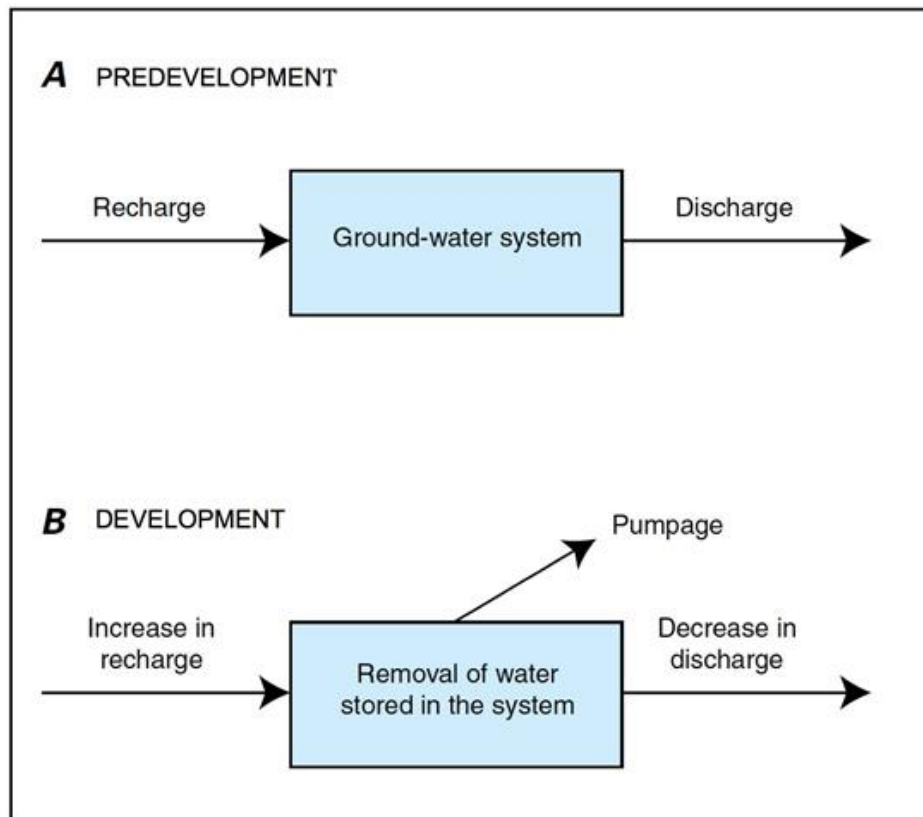 A PREDEVELOPMENT
Recharge
Ground-water system
Discharge
B DEVELOPMENT
Pumpage
Increase in
recharge
Removal of water
stored in the system
Decrease in
discharge